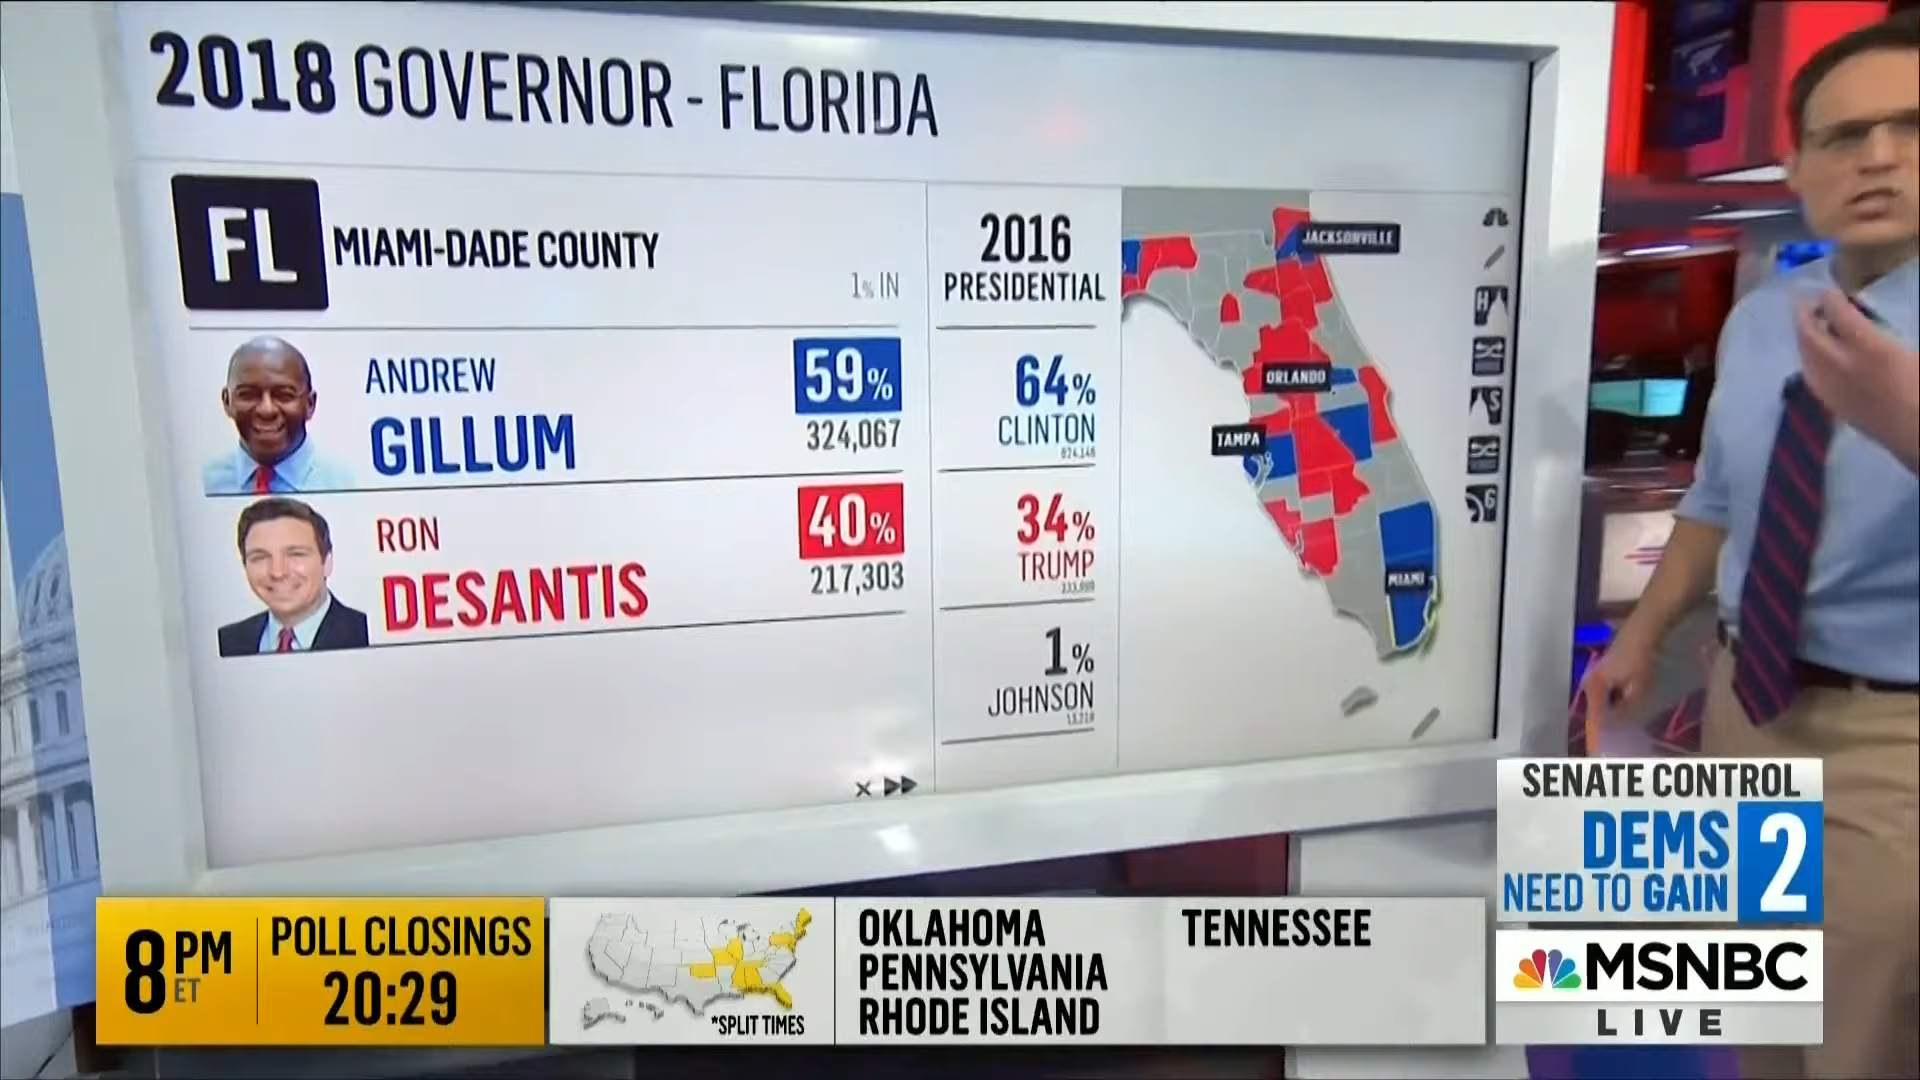 2018 GOVERNOR - FLORIDA
FL
MIAMI-DADE COUNTY
1% IN
ANDREW
GILLUM
59%
324,067
RON
DESANTIS
40%
217,303
2016
PRESIDENTIAL
64%
CLINTON
34%
TRUMP
1%
JOHNSON
JACKSONVILLE
ORLANDO
TAMPA
MIAMI
H
S
G
SENATE CONTROL
DEMS
NEED TO GAIN
2
MSNBC
LIVE
8 PM
ET
POLL CLOSINGS
20:29
*SPLIT TIMES
OKLAHOMA
PENNSYLVANIA
RHODE ISLAND
TENNESSEE